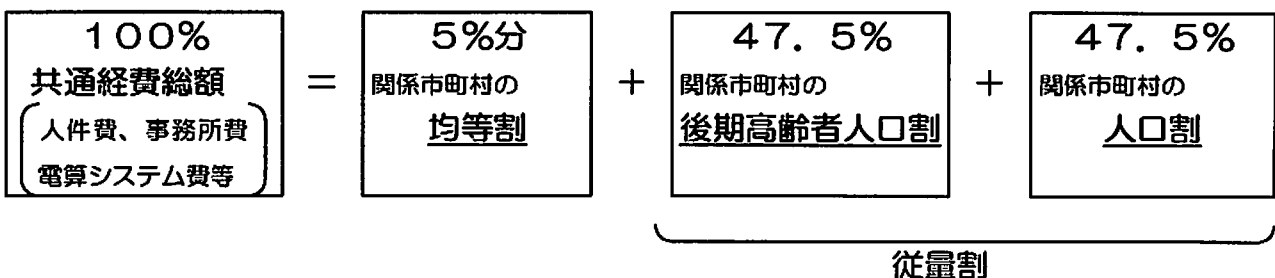 100%
共通経費総額
人件費、事務所費
電算システム費等
=
5%分
関係市町村の
均等割
+
47.5%
関係市町村の
後期高齢者人口割
+
47.5%
関係市町村の
人口割
従量割